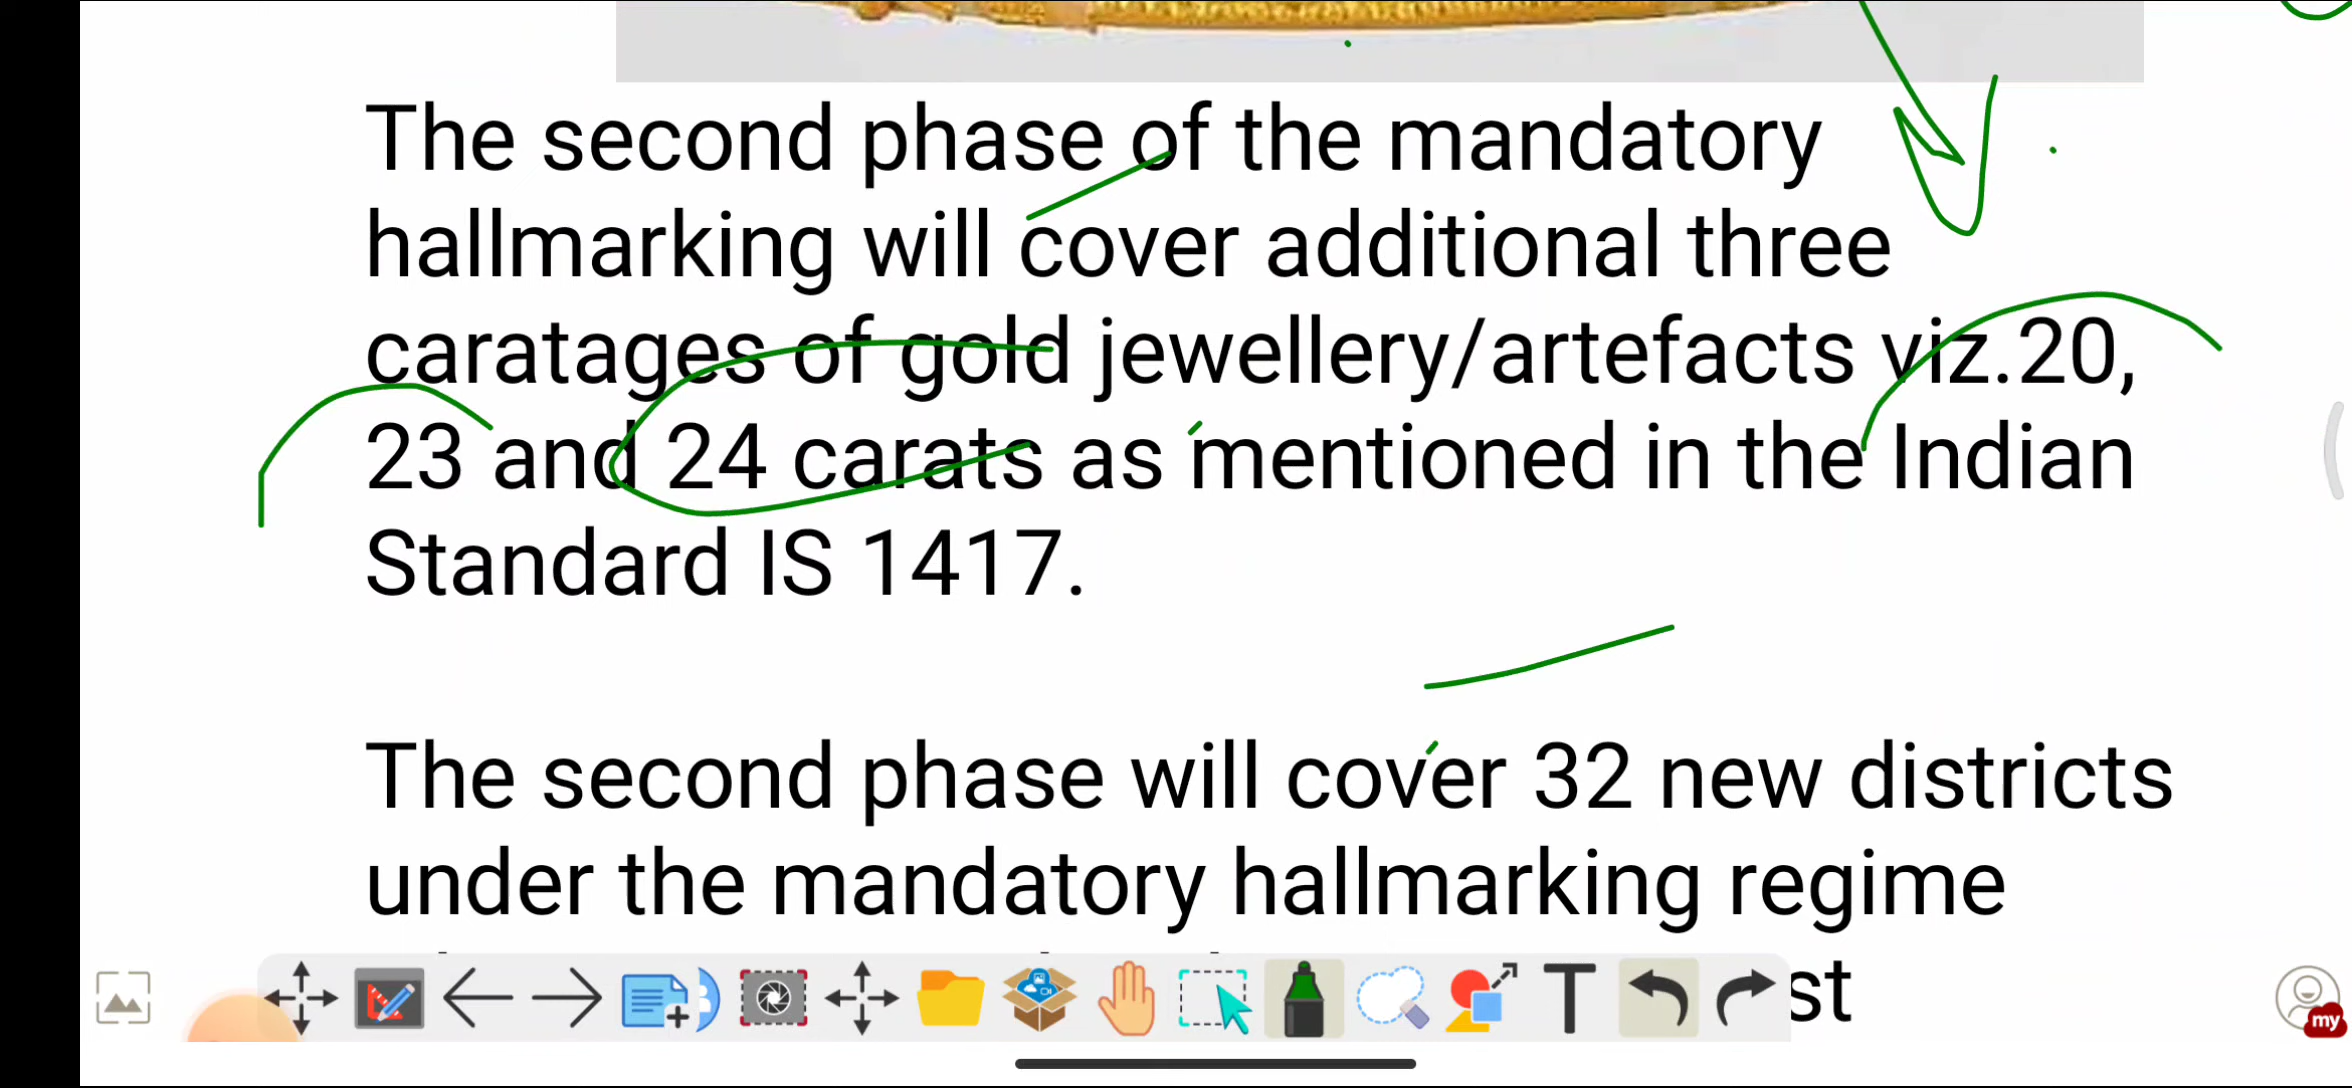 The second phase of the mandatory
hallmarking will cover additional three
caratages of gold jewellery/artefacts viz.20,
23 and 24 carats as mentioned in the Indian
Standard IS 1417.
The second phase will cover 32 new districts
under the mandatory hallmarking regime
st
T
my